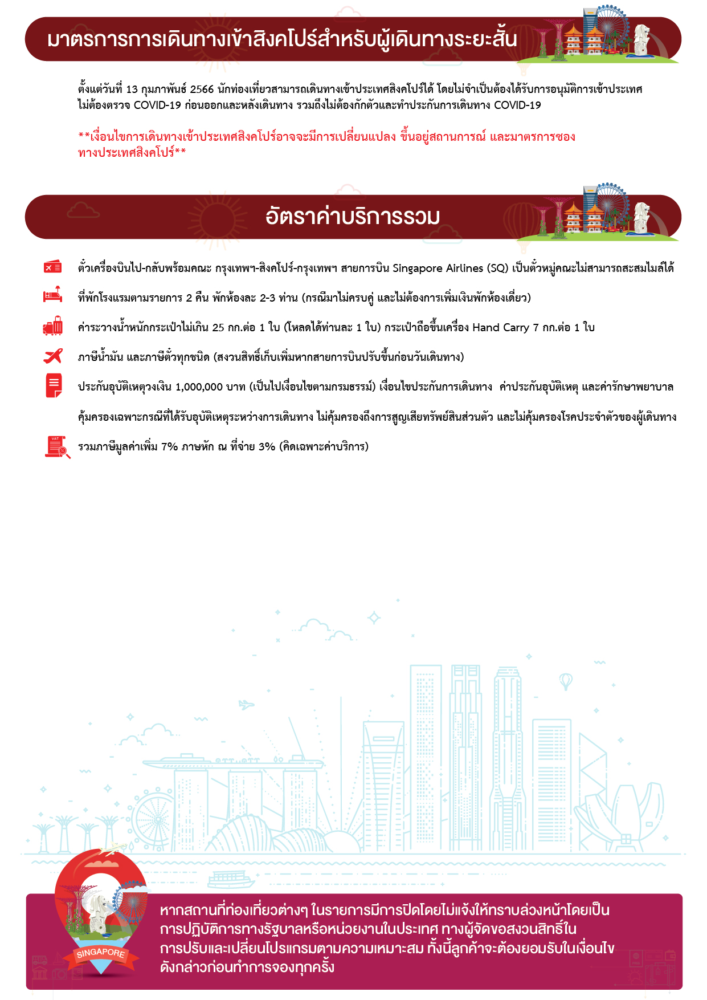 มาตรการการเดินทางเข้าสิงคโปร์สำหรับผู้เดินทางระยะสั้น
ตั้งแต่วันที่ 13 กุมภาพันธ์ 2566 นักท่องเที่ยวสามารถเดินทางเข้าประเทศสิงคโปร์ได้ โดยไม่จำเป็นต้องได้รับการอนุมัติการเข้าประเทศ
ไม่ต้องตรวจ COVID-19 ก่อนออกและหลังเดินทาง รวมถึงไม่ต้องกักตัวและทำประกันการเดินทาง COVID-19
**เงื่อนไขการเดินทางเข้าประเทศสิงคโปร์อาจจะมีการเปลี่ยนแปลง ขึ้นอยู่สถานการณ์ และมาตรการซอง
ทางประเทศสิงคโปร์**
อัตราค่าบริการรวม
ตั๋วเครื่องบินไป-กลับพร้อมคณะ กรุงเทพฯ-สิงคโปร์-กรุงเทพฯ สายการบิน Singapore Airlines (SQ) เป็นตั๋วหมู่คณะไม่สามารถสะสมไมล์ได้
ที่พักโรงแรมตามรายการ 2 คืน พักห้องละ 2-3 ท่าน (กรณีมาไม่ครบคู่ และไม่ต้องการเพิ่มเงินพักห้องเดี่ยว)
ค่าระวางน้ำหนักกระเป๋าไม่เกิน 25 กก.ต่อ 1 ใบ (โหลดได้ท่านละ 1 ใบ) กระเป๋าถือขึ้นเครื่อง Hand Carry 7 กก.ต่อ 1 ใบ
ภาษีน้ำมัน และภาษีตั๋วทุกชนิด (สงวนสิทธิ์เก็บเพิ่มหากสายการบินปรับขึ้นก่อนวันเดินทาง)
ประกันอุบัติเหตุวงเงิน 1,000,000 บาท (เป็นไปเงื่อนไขตามกรมธรรม์) เงื่อนไขประกันการเดินทาง ค่าประกันอุบัติเหตุ และค่ารักษาพยาบาล
คุ้มครองเฉพาะกรณีที่ได้รับอุบัติเหตุระหว่างการเดินทาง ไม่คุ้มครองถึงการสูญเสียทรัพย์สินส่วนตัว และไม่คุ้มครองโรคประจำตัวของผู้เดินทาง
VAT
รวมภาษีมูลค่าเพิ่ม 7% ภาษหัก ณ ที่จ่าย 3% (คิดเฉพาะค่าบริการ)
หากสถานที่ท่องเที่ยวต่างๆ ในรายการมีการปิดโดยไม่แจ้งให้ทราบล่วงหน้าโดยเป็น
การปฏิบัติการทางรัฐบาลหรือหน่วยงานในประเทศ ทางผู้จัดขอสงวนสิทธิ์ใน
การปรับและเปลี่ยนโปรแกรมตามความเหมาะสม ทั้งนี้ลูกค้าจะต้องยอมรับในเงื่อนไข
ดังกล่าวก่อนทำการจองทุกครั้ง
SINGAPORE